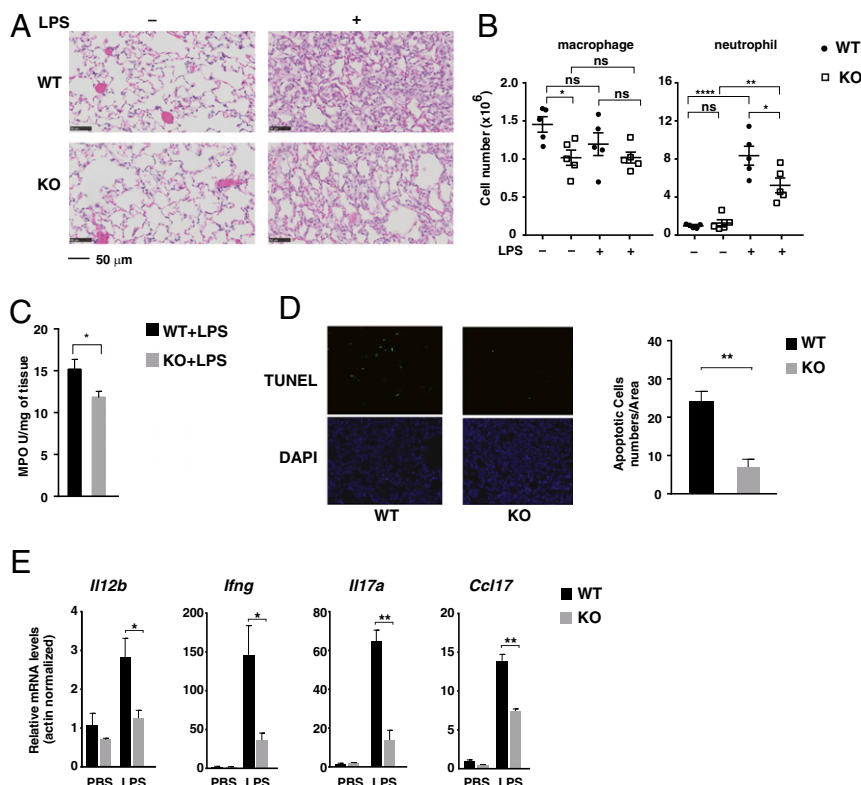 A
LPS
–
+
WT
KO
50 μm
B
macrophage
neutrophil
WT
KO
Cell number (x10⁶)
2.0
1.5
1.0
0.5
0
ns
ns
*
ns
– – + +
LPS
16
12
8
4
0
**
****
ns
*
– – + +
C
MPO U/mg of tissue
20
15
10
5
0
*
WT+LPS
KO+LPS
D
TUNEL
DAPI
WT
KO
Apoptotic Cells
numbers/Area
40
30
20
10
0
**
WT
KO
E
Relative mRNA levels
(actin normalized)
Il12b
4
3
2
1
0
*
PBS LPS
Ifng
200
150
100
50
0
*
PBS LPS
Il17a
80
60
40
20
0
**
PBS LPS
Ccl17
20
15
10
5
0
**
PBS LPS
WT
KO